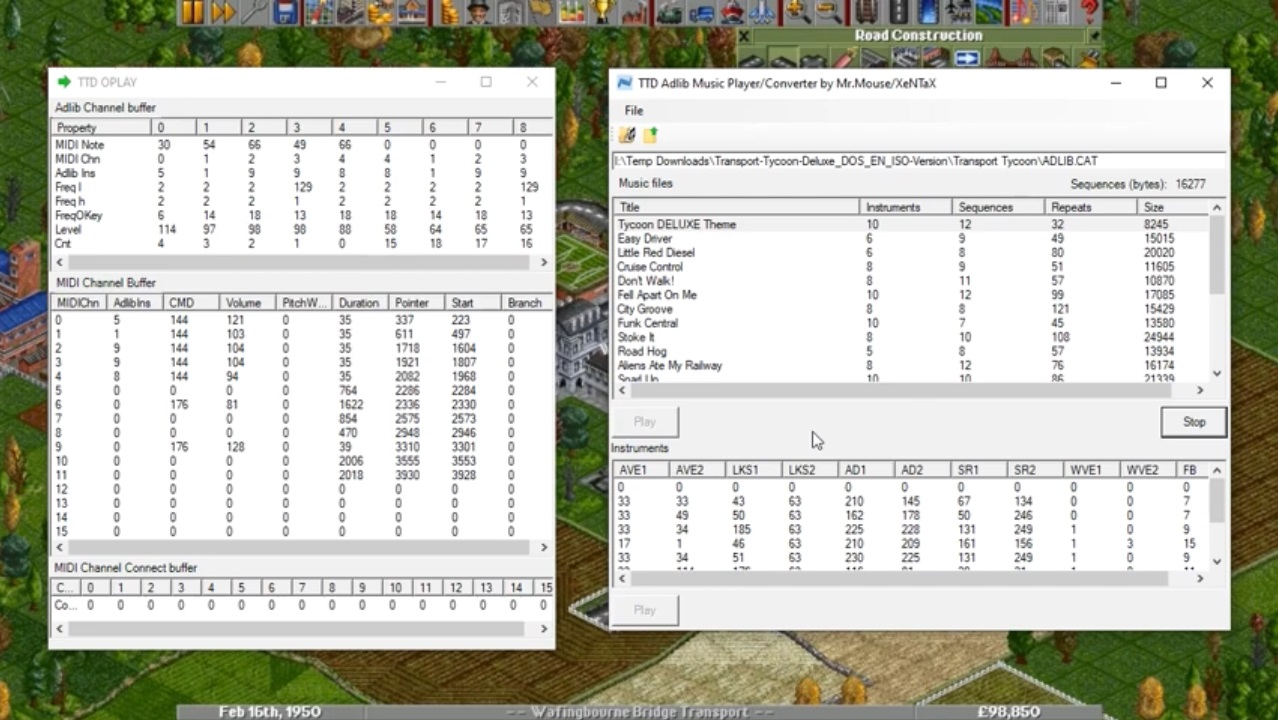 Road Construction
TTD OPLAY
Adlib Channel buffer
Property 0 1 2 3 4 5 6 7 8
MIDI Note 30 54 66 49 66 0 0 0 0
MIDI Chn 0 1 2 3 4 4 1 2 3
Adlib Ins 5 1 9 9 8 8 1 9 9
Freq l 2 2 2 129 2 2 2 2 129
Freq h 2 2 2 1 2 2 2 2 1
FreqOKey 6 14 18 13 18 18 14 18 13
Level 114 97 98 98 88 58 64 65 65
Cnt 4 3 2 1 0 15 18 17 16
MIDI Channel Buffer
MIDIChn AdlibIns CMD Volume PitchW... Duration Pointer Start Branch
0 5 144 121 0 35 337 223 0
1 1 144 103 0 35 611 497 0
2 9 144 104 0 35 1718 1604 0
3 9 144 104 0 35 1921 1807 0
4 8 144 94 0 35 2082 1968 0
5 0 0 0 0 764 2286 2284 0
6 0 176 81 0 1622 2336 2330 0
7 0 0 0 0 854 2575 2573 0
8 0 0 0 0 470 2948 2946 0
9 0 176 128 0 39 3310 3301 0
10 0 0 0 0 2006 3555 3553 0
11 0 0 0 0 2018 3930 3928 0
12 0 0 0 0 0 0 0 0
13 0 0 0 0 0 0 0 0
14 0 0 0 0 0 0 0 0
15 0 0 0 0 0 0 0 0
MIDI Channel Connect buffer
C... 0 1 2 3 4 5 6 7 8 9 10 11 12 13 14 15
Co... 0 0 0 0 0 0 0 0 0 0 0 0 0 0 0 0
TTD Adlib Music Player/Converter by Mr.Mouse/XeNTaX
File
I:\Temp Downloads\Transport-Tycoon-Deluxe_DOS_EN_ISO-Version\Transport Tycoon\ADLIB.CAT
Music files Sequences (bytes): 16277
Title Instruments Sequences Repeats Size
Tycoon DELUXE Theme 10 12 32 8245
Easy Driver 6 9 49 15015
Little Red Diesel 6 8 80 20020
Cruise Control 8 9 51 11605
Don't Walk! 8 11 57 10870
Fell Apart On Me 10 12 99 17085
City Groove 8 8 121 15429
Funk Central 10 7 45 13580
Stoke It 8 10 108 24944
Road Hog 5 8 57 13934
Aliens Ate My Railway 8 12 76 16174
Snarl Up 10 10 86 21339
Play Stop
Instruments
AVE1 AVE2 LKS1 LKS2 AD1 AD2 SR1 SR2 WVE1 WVE2 FB
0 0 0 0 0 0 0 0 0 0 0
33 33 43 63 210 145 67 134 0 0 7
33 49 50 63 162 178 50 246 0 0 7
33 34 185 63 225 228 131 249 1 0 9
17 1 46 63 210 209 161 156 1 3 15
33 34 51 63 230 225 131 249 1 0 9
Play
Feb 16th, 1950
-- Wafingbourne Bridge Transport --
£98,850